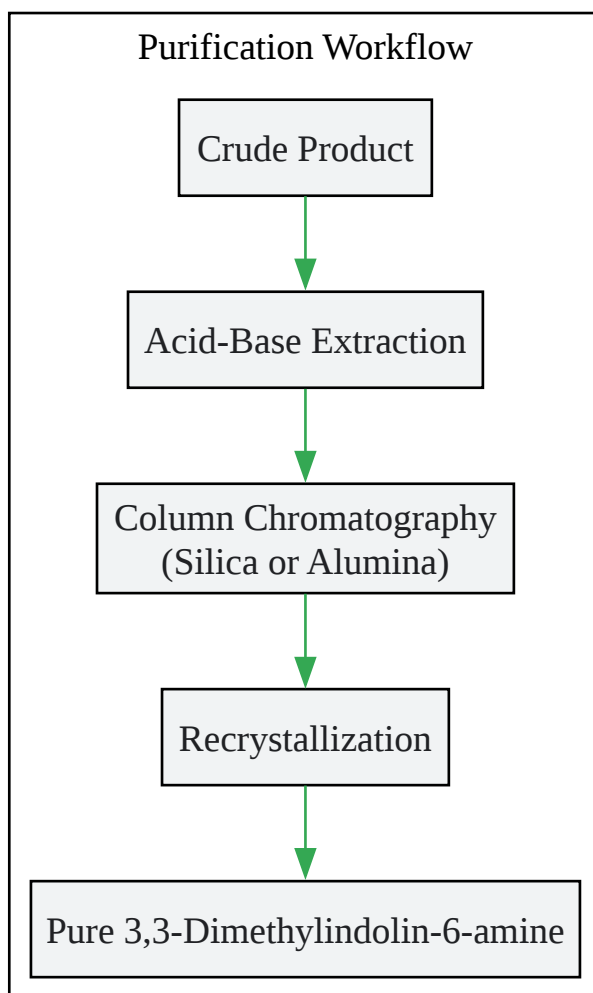 Purification Workflow
Crude Product
Acid-Base Extraction
Column Chromatography
(Silica or Alumina)
Recrystallization
Pure 3,3-Dimethylindolin-6-amine